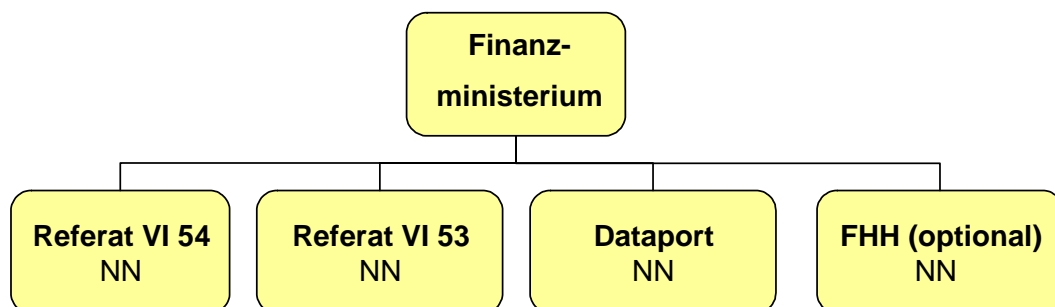 Finanz-
ministerium
Referat VI 54
NN
Referat VI 53
NN
Dataport
NN
FHH (optional)
NN